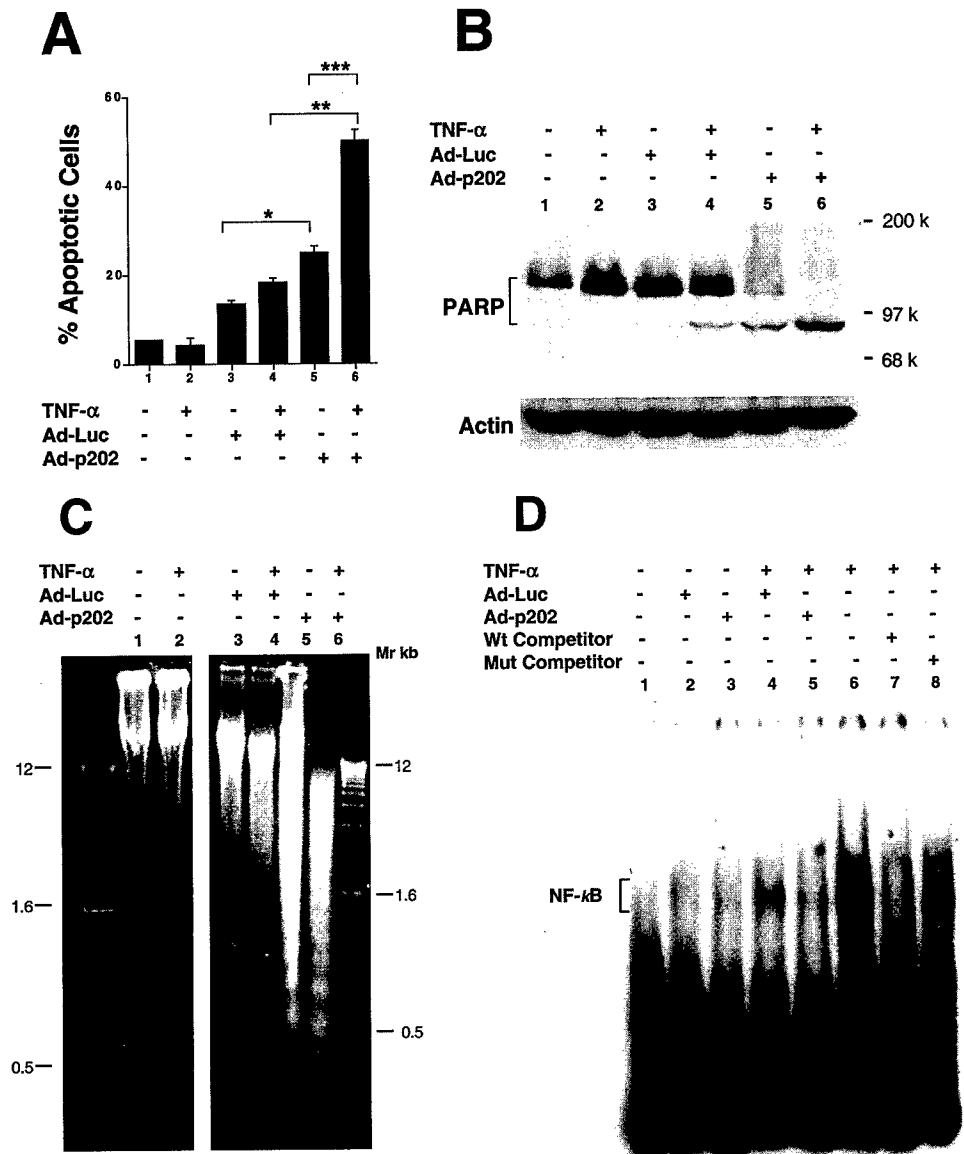 A
***
**
*
60
40
20
0
% Apoptotic Cells
1 2 3 4 5 6
TNF-α - + - + - +
Ad-Luc - - + + - -
Ad-p202 - - - - + +
B
TNF-α - + - + - +
Ad-Luc - - + + - -
Ad-p202 - - - - + +
1 2 3 4 5 6
- 200 k
PARP
- 97 k
- 68 k
Actin
C
TNF-α - + - + - +
Ad-Luc - - + + - -
Ad-p202 - - - - + +
1 2 3 4 5 6
Mr kb
12 12
1.6 1.6
0.5 0.5
D
TNF-α - - - + + + + +
Ad-Luc - + - + - - - -
Ad-p202 - - + - + - - -
Wt Competitor - - - - - - + -
Mut Competitor - - - - - - - +
1 2 3 4 5 6 7 8
NF-kB